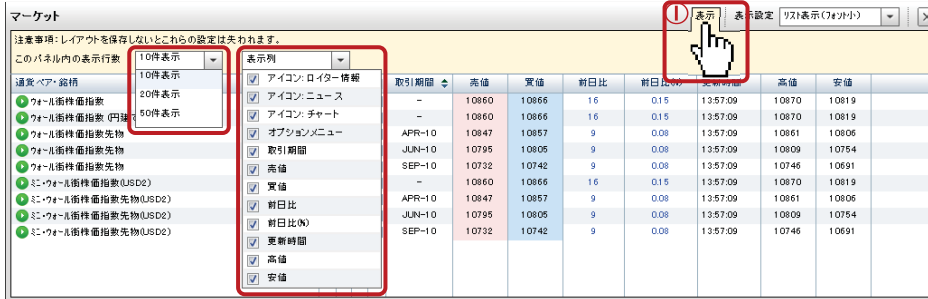 マーケット ① 表示 表示設定 リスト表示(フォント小)
注意事項:レイアウトを保存しないとこれらの設定は失われます。
このパネル内の表示行数 10件表示 表示列
10件表示
20件表示
50件表示
アイコン:ロイター情報
アイコン:ニュース
アイコン:チャート
オプションメニュー
取引期間
売値
買値
前日比
前日比(%)
更新時間
高値
安値
通貨ペア・銘柄 取引期間 売値 買値 前日比 前日比(%) 更新時間 高値 安値
ウォール街株価指数 - 10860 10866 16 0.15 13:57:09 10870 10819
ウォール街株価指数 (円建て - 10860 10866 16 0.15 13:57:09 10870 10819
ウォール街株価指数先物 APR-10 10847 10857 9 0.08 13:57:09 10861 10806
ウォール街株価指数先物 JUN-10 10795 10805 9 0.08 13:57:09 10809 10754
ウォール街株価指数先物 SEP-10 10732 10742 9 0.08 13:57:09 10746 10691
ミニ・ウォール街株価指数(USD2) - 10860 10866 16 0.15 13:57:09 10870 10819
ミニ・ウォール街株価指数先物(USD2) APR-10 10847 10857 9 0.08 13:57:09 10861 10806
ミニ・ウォール街株価指数先物(USD2) JUN-10 10795 10805 9 0.08 13:57:09 10809 10754
ミニ・ウォール街株価指数先物(USD2) SEP-10 10732 10742 9 0.08 13:57:09 10746 10691